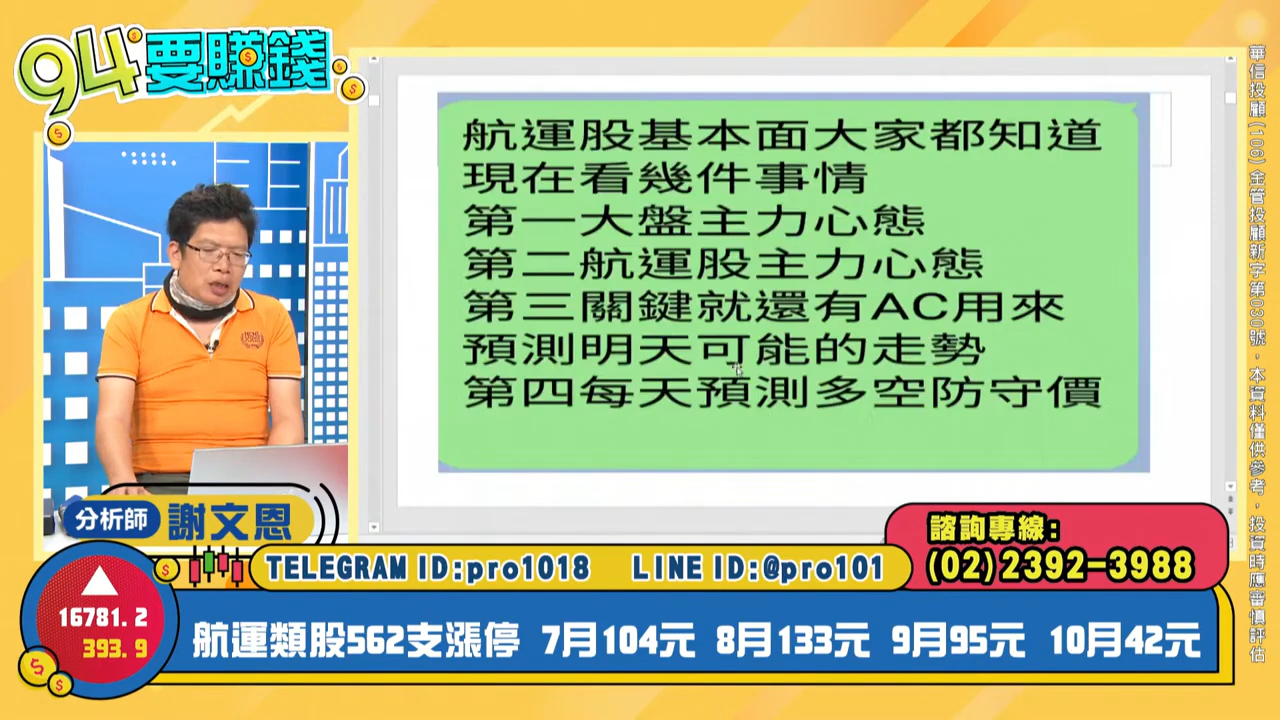 94要賺錢
航運股基本面大家都知道
現在看幾件事情
第一大盤主力心態
第二航運股主力心態
第三關鍵就還有AC用來
預測明天可能的走勢
第四每天預測多空防守價
華信投顧(106)金管投顧新字第030號，本資料僅供參考，投資時應審慎評估
分析師 謝文恩
TELEGRAM ID:pro1018 LINE ID:@pro101
諮詢專線:
(02)2392-3988
16781.2
393.9
航運類股562支漲停 7月104元 8月133元 9月95元 10月42元